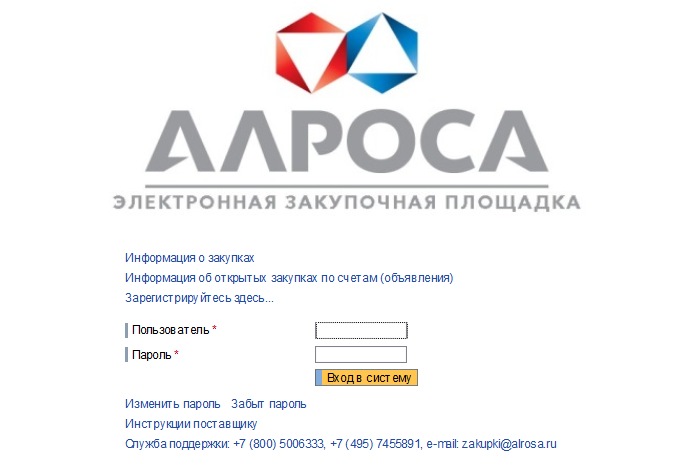 АЛРОСА
ЭЛЕКТРОННАЯ ЗАКУПОЧНАЯ ПЛОЩАДКА
Информация о закупках
Информация об открытых закупках по счетам (объявления)
Зарегистрируйтесь здесь...
Пользователь *
Пароль *
Вход в систему
Изменить пароль Забыт пароль
Инструкции поставщику
Служба поддержки: +7 (800) 5006333, +7 (495) 7455891, e-mail: zakupki@alrosa.ru